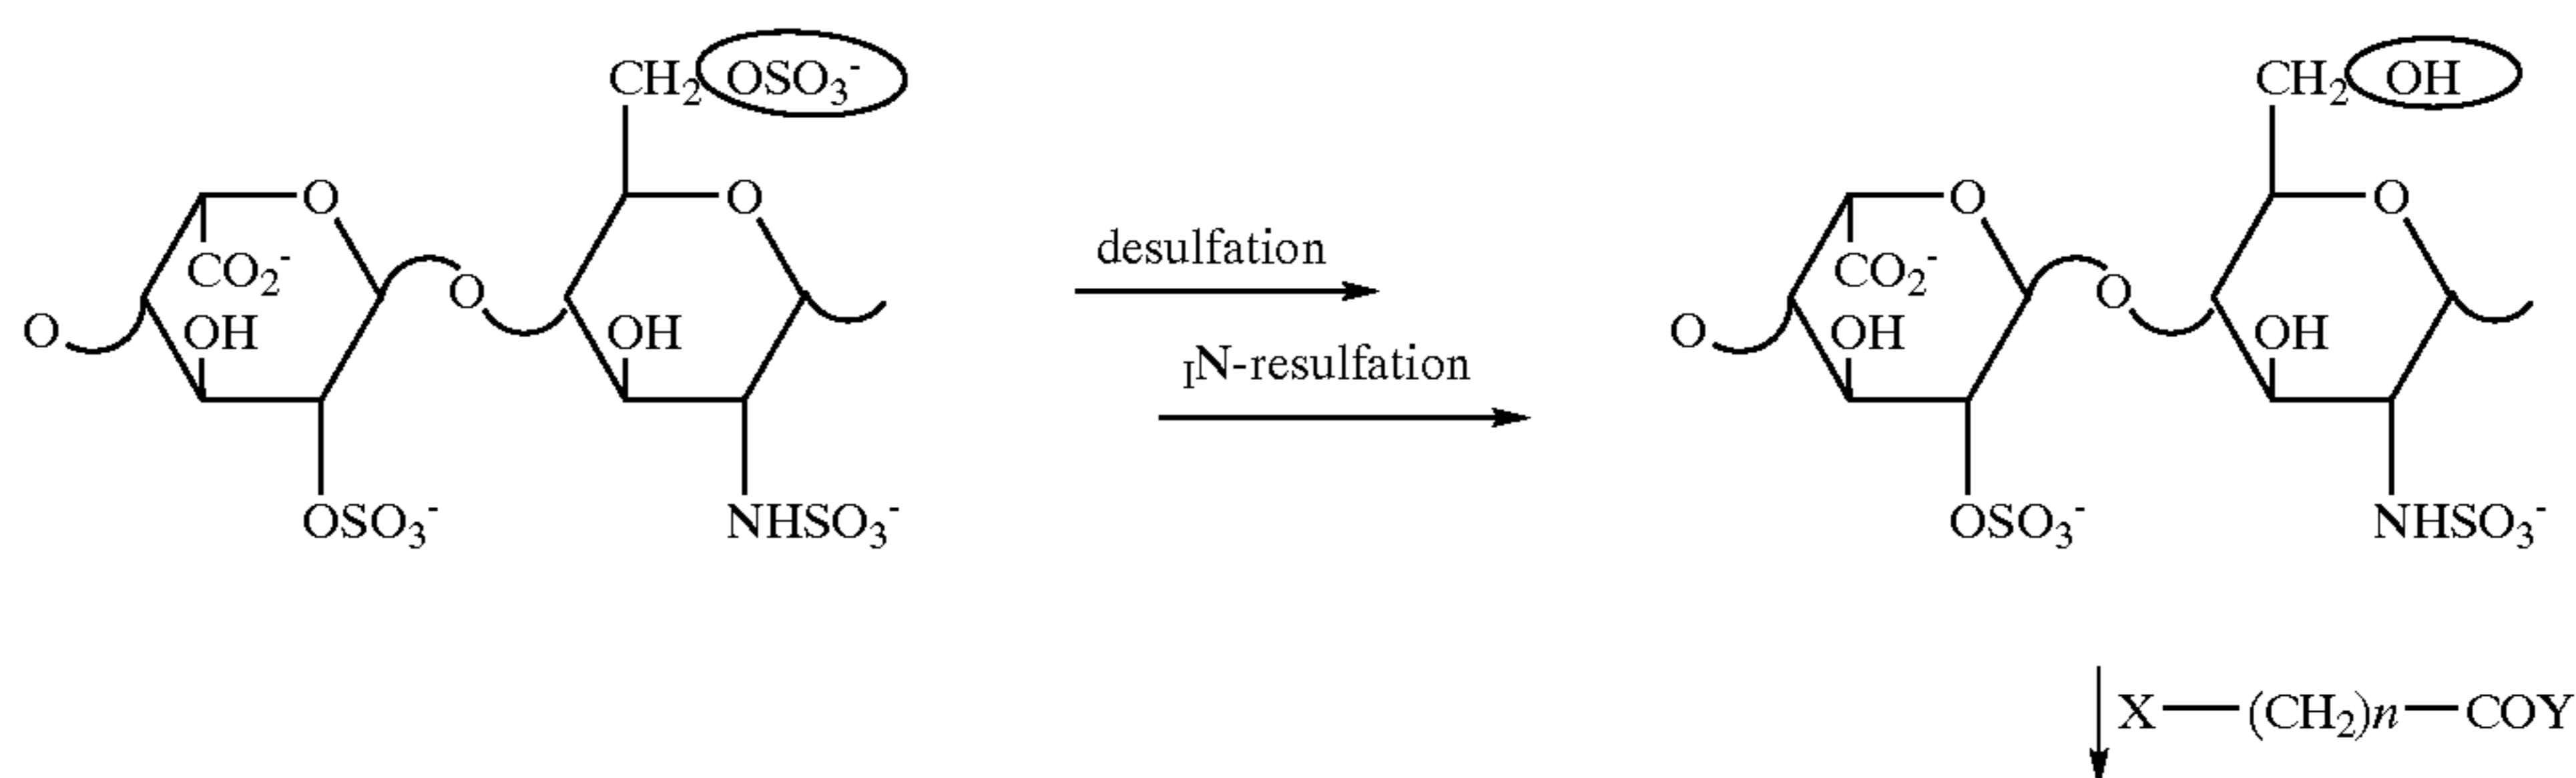 CH₂ OSO₃⁻
CH₂ OH
O O
O O
CO₂⁻
CO₂⁻
desulfation
O O
O OH OH
O OH OH
IN-resulfation
OSO₃⁻ NHSO₃⁻
OSO₃⁻ NHSO₃⁻
X—(CH₂)n—COY